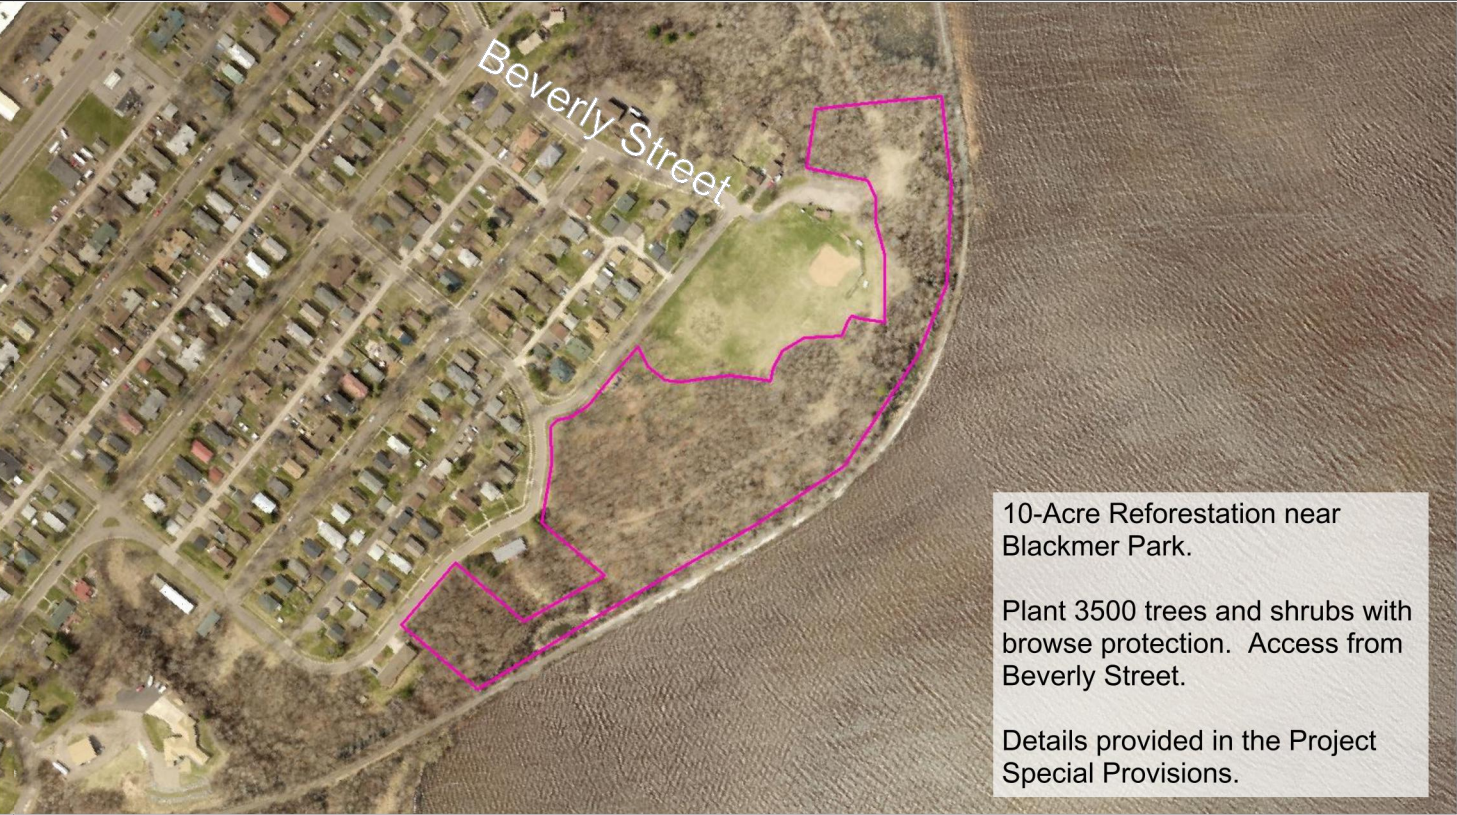 Beverly Street
10-Acre Reforestation near
Blackmer Park.
Plant 3500 trees and shrubs with
browse protection.  Access from
Beverly Street.
Details provided in the Project
Special Provisions.